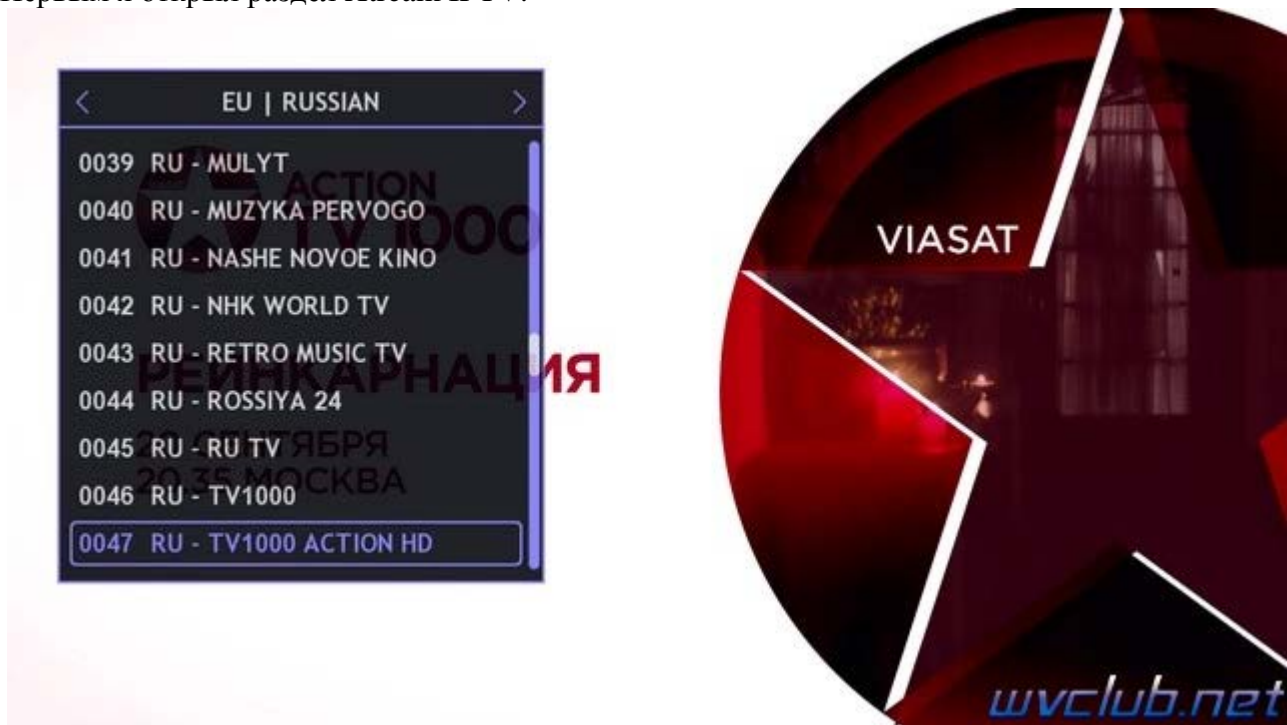 EU | RUSSIAN
0039 RU - MULYT
0040 RU - MUZYKA PERVOGO
0041 RU - NASHE NOVOE KINO
0042 RU - NHK WORLD TV
0043 RU - RETRO MUSIC TV
0044 RU - ROSSIYA 24
0045 RU - RU TV
0046 RU - TV1000
0047 RU - TV1000 ACTION HD
ACTION
TV1000
РЕИНКАРНАЦИЯ
СЕНТЯБРЯ
20.35 МОСКВА
VIASAT
wvclub.net